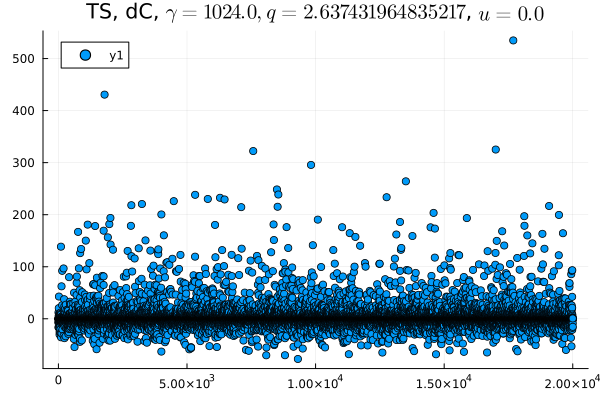 TS, dC, γ = 1024.0, q = 2.637431964835217, u = 0.0
y1
500
400
300
200
100
0
0 5.00×10³ 1.00×10⁴ 1.50×10⁴ 2.00×10⁴